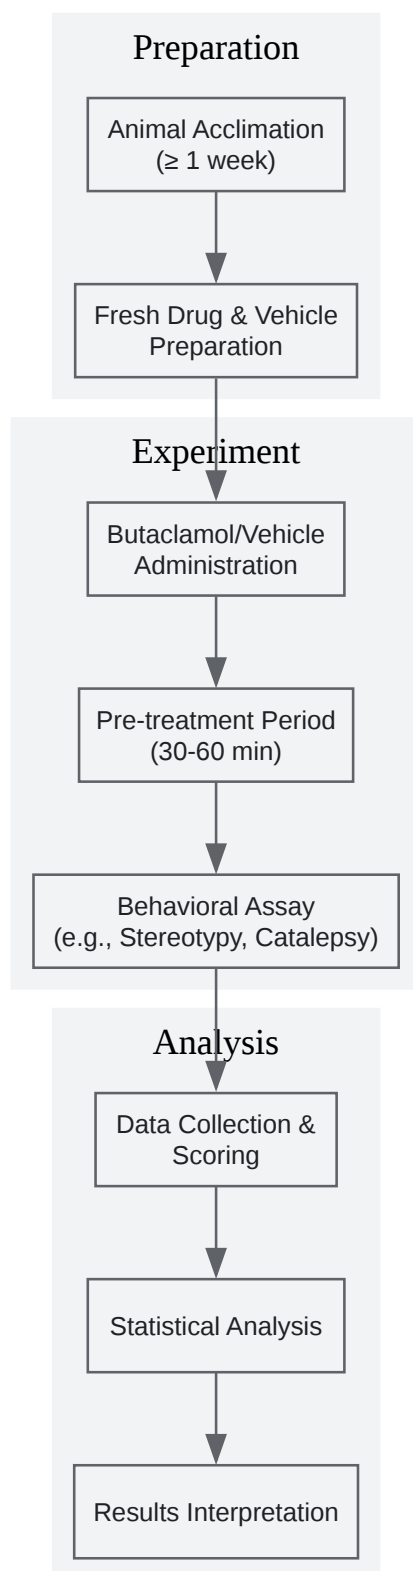 Preparation
Animal Acclimation
(≥ 1 week)
Fresh Drug & Vehicle
Preparation
Experiment
Butaclamol/Vehicle
Administration
Pre-treatment Period
(30-60 min)
Behavioral Assay
(e.g., Stereotypy, Catalepsy)
Analysis
Data Collection &
Scoring
Statistical Analysis
Results Interpretation